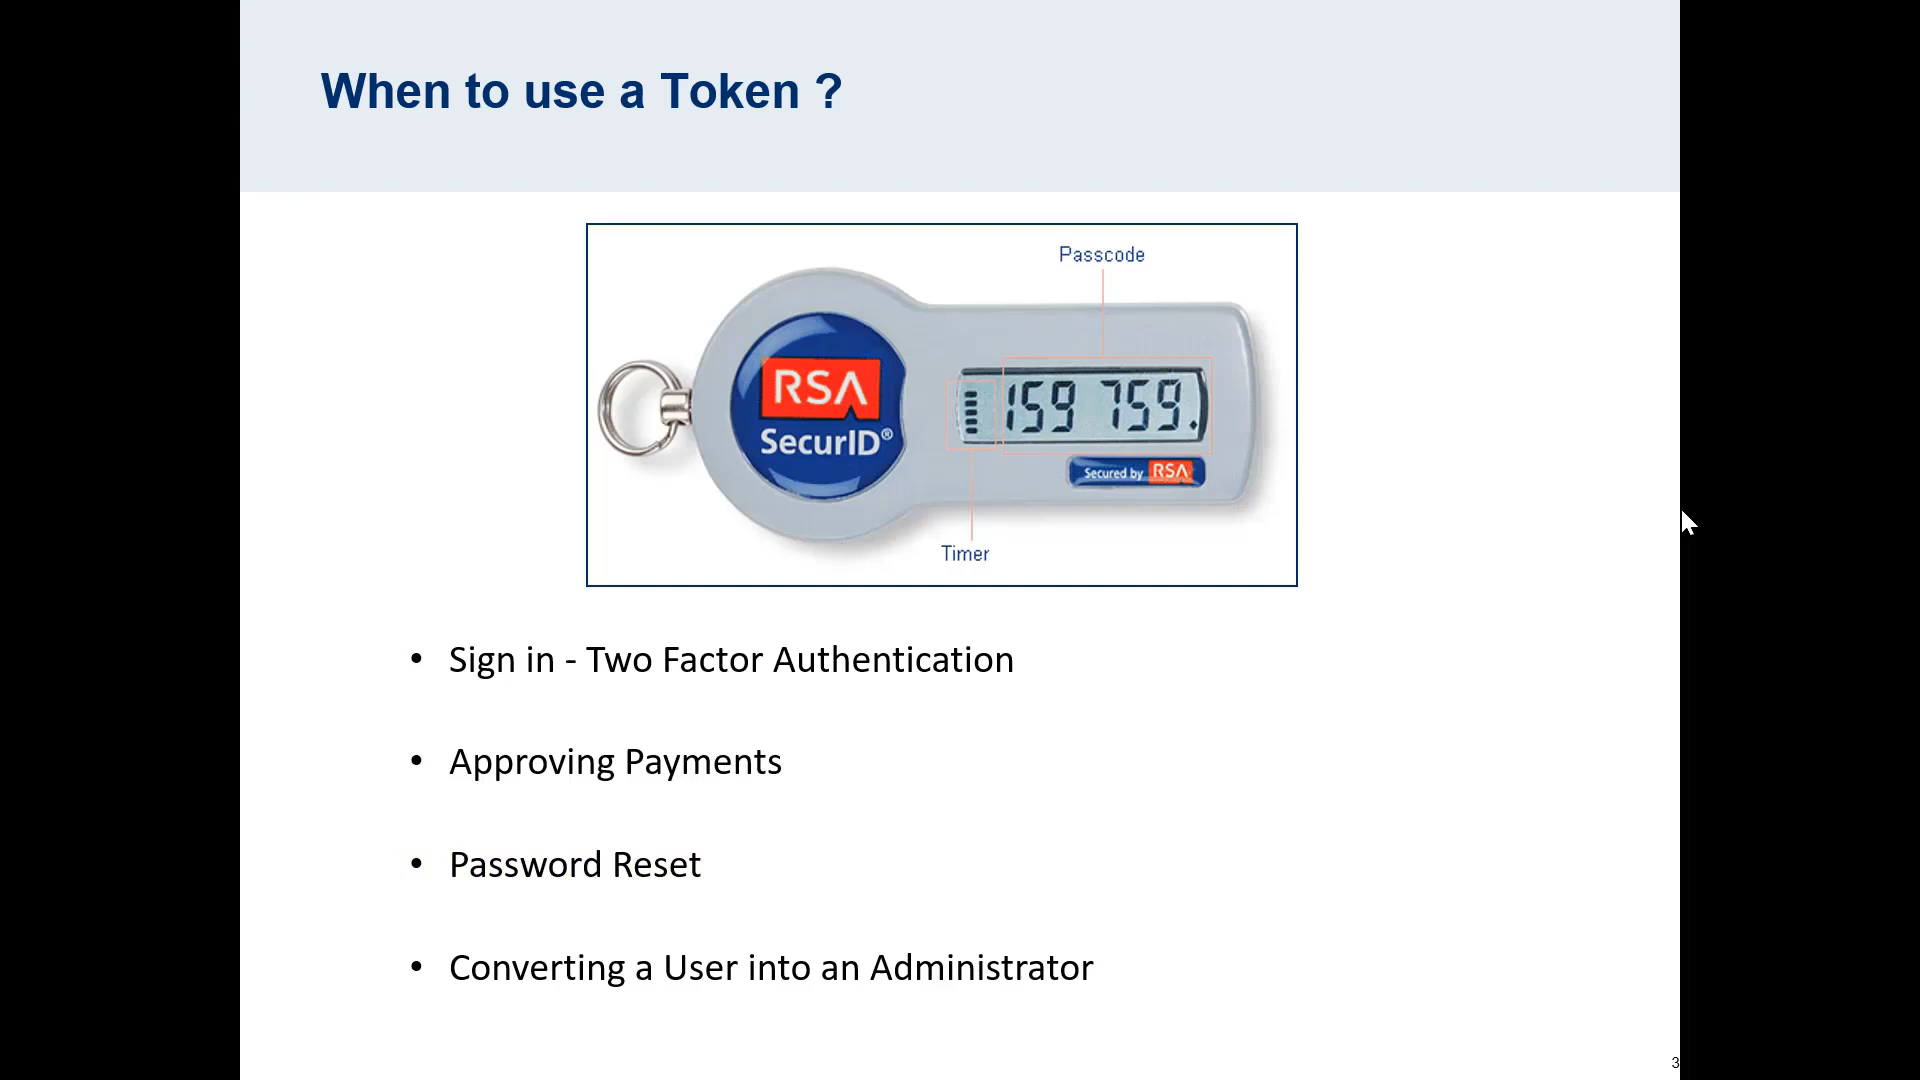 When to use a Token ?
Passcode
RSA
SecurID®
159 759.
Secured by RSA
Timer
• Sign in - Two Factor Authentication
• Approving Payments
• Password Reset
• Converting a User into an Administrator
3